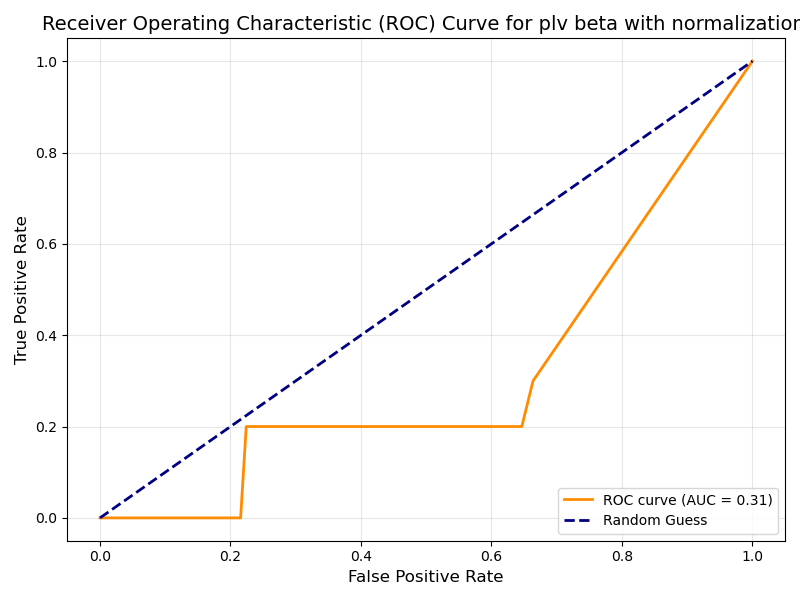 Receiver Operating Characteristic (ROC) Curve for plv beta with normalization
1.0
0.8
0.6
0.4
0.2
0.0
True Positive Rate
0.0 0.2 0.4 0.6 0.8 1.0
False Positive Rate
ROC curve (AUC = 0.31)
Random Guess